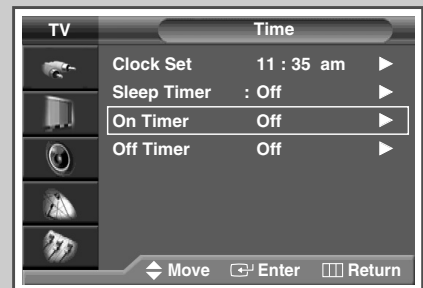 TV Time
Clock Set 11 : 35 am
Sleep Timer : Off
On Timer Off
Off Timer Off
Move Enter Return